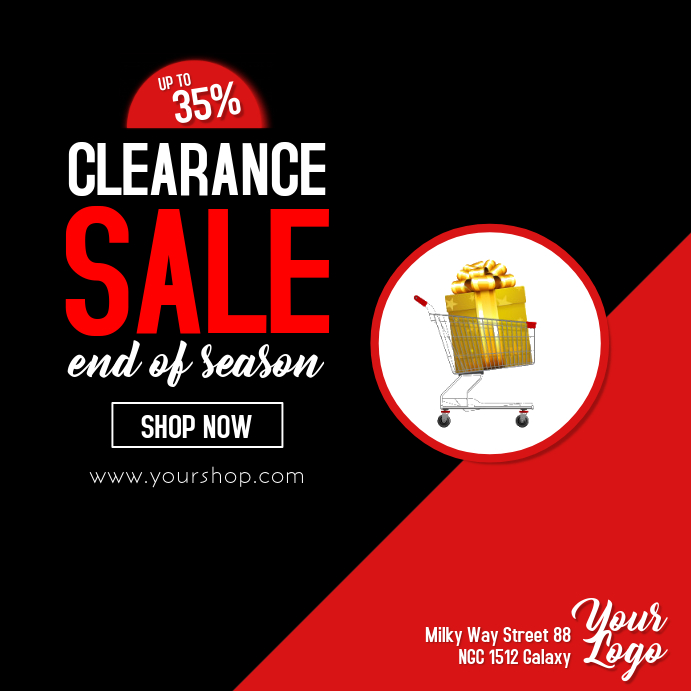 UP TO
35%
CLEARANCE
SALE
end of season
SHOP NOW
www.yourshop.com
Milky Way Street 88
NGC 1512 Galaxy
Your
Logo